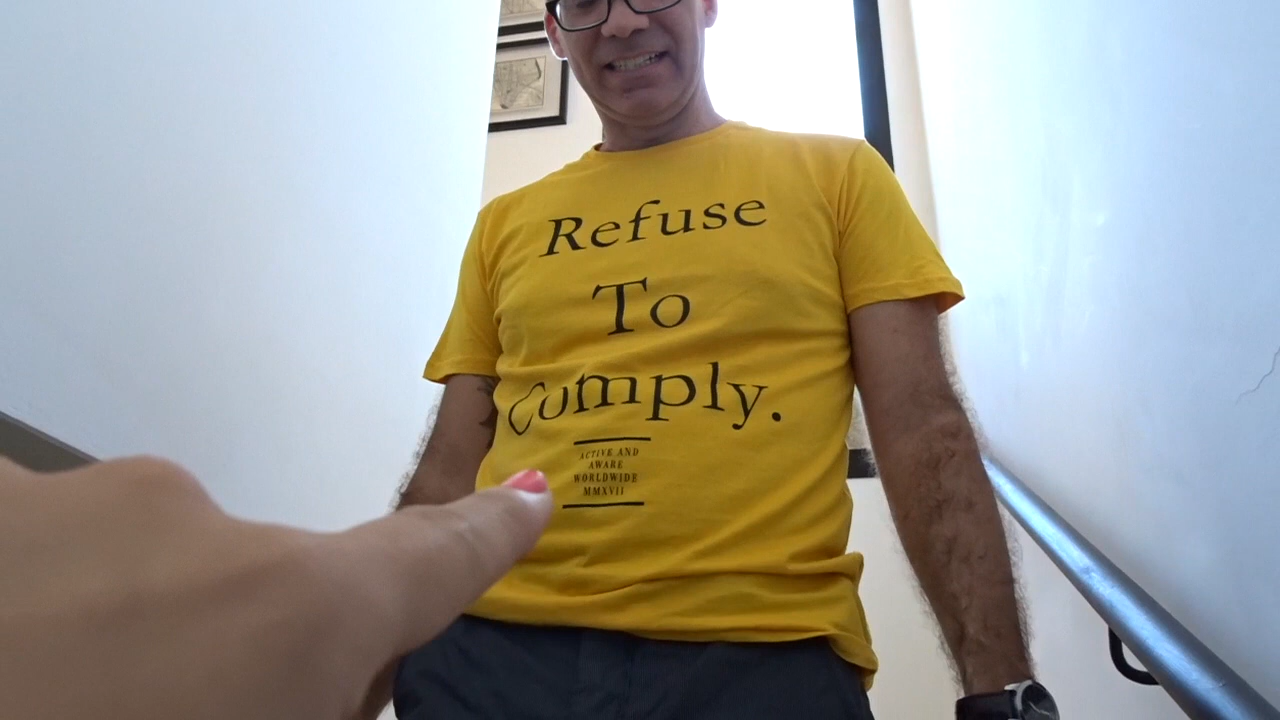 Refuse
To
Comply.
ACTIVE AND
AWARE
WORLDWIDE
MMXVII